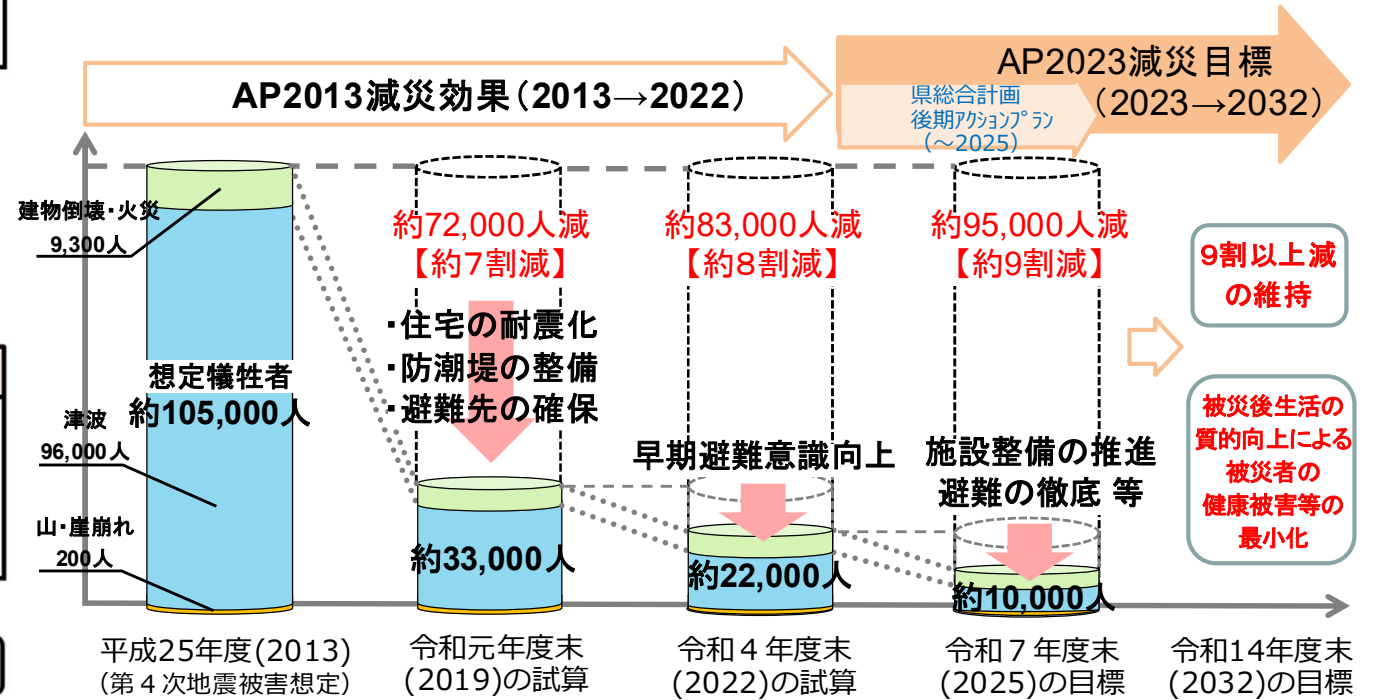 AP2013減災効果(2013→2022)
AP2023減災目標
(2023→2032)
県総合計画
後期アクションプラン
(~2025)
建物倒壊・火災
9,300人
想定犠牲者
約105,000人
津波
96,000人
山・崖崩れ
200人
約72,000人減
【約7割減】
・住宅の耐震化
・防潮堤の整備
・避難先の確保
約33,000人
約83,000人減
【約8割減】
早期避難意識向上
約22,000人
約95,000人減
【約9割減】
施設整備の推進
避難の徹底 等
約10,000人
9割以上減
の維持
被災後生活の
質的向上による
被災者の
健康被害等の
最小化
平成25年度(2013)
(第4次地震被害想定)
令和元年度末
(2019)の試算
令和4年度末
(2022)の試算
令和7年度末
(2025)の目標
令和14年度末
(2032)の目標